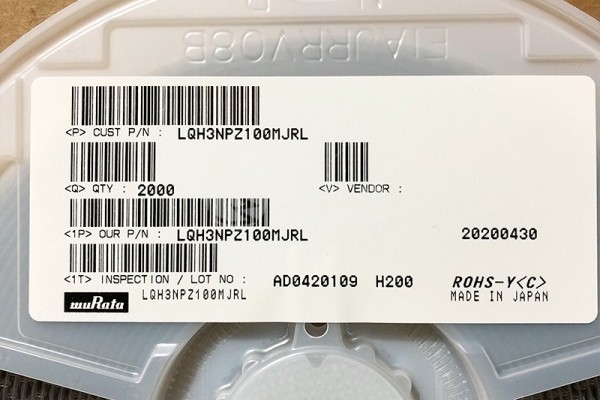 EIAJRRV08B
<P> CUST P/N : LQH3NPZ100MJRL
<Q> QTY : 2000
<V> VENDOR :
<1P> OUR P/N : LQH3NPZ100MJRL
20200430
<1T> INSPECTION / LOT NO : AD0420109 H200
ROHS-Y<C>
muRata
LQH3NPZ100MJRL
MADE IN JAPAN